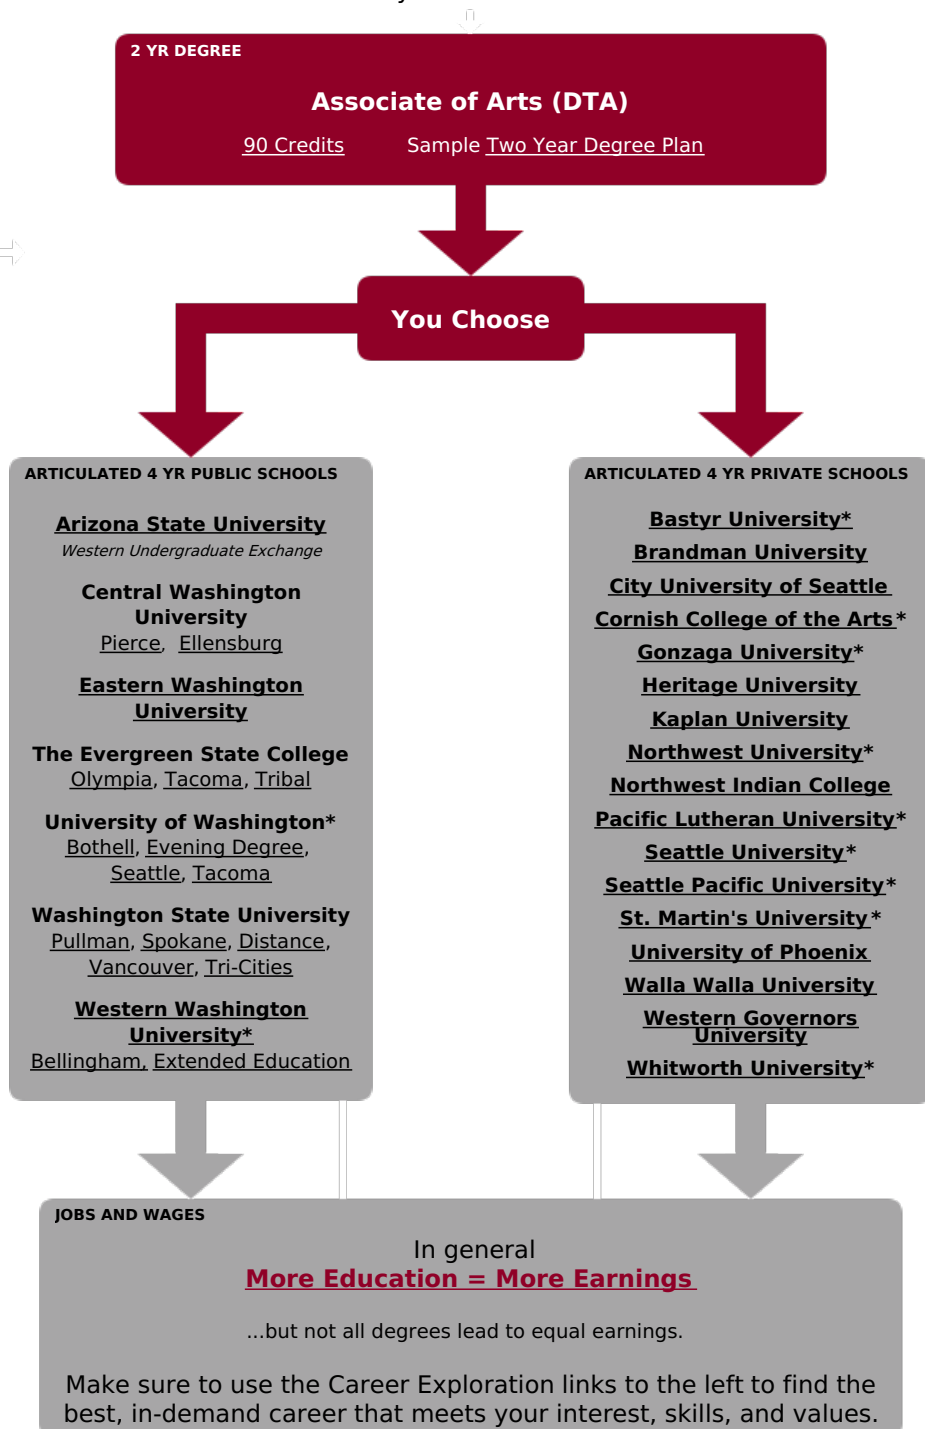 2 YR DEGREE
Associate of Arts (DTA)
90 Credits Sample Two Year Degree Plan
You Choose
ARTICULATED 4 YR PUBLIC SCHOOLS
Arizona State University
Western Undergraduate Exchange
Central Washington
University
Pierce, Ellensburg
Eastern Washington
University
The Evergreen State College
Olympia, Tacoma, Tribal
University of Washington*
Bothell, Evening Degree,
Seattle, Tacoma
Washington State University
Pullman, Spokane, Distance,
Vancouver, Tri-Cities
Western Washington
University*
Bellingham, Extended Education
ARTICULATED 4 YR PRIVATE SCHOOLS
Bastyr University*
Brandman University
City University of Seattle
Cornish College of the Arts*
Gonzaga University*
Heritage University
Kaplan University
Northwest University*
Northwest Indian College
Pacific Lutheran University*
Seattle University*
Seattle Pacific University*
St. Martin's University*
University of Phoenix
Walla Walla University
Western Governors
University
Whitworth University*
JOBS AND WAGES
In general
More Education = More Earnings
...but not all degrees lead to equal earnings.
Make sure to use the Career Exploration links to the left to find the
best, in-demand career that meets your interest, skills, and values.